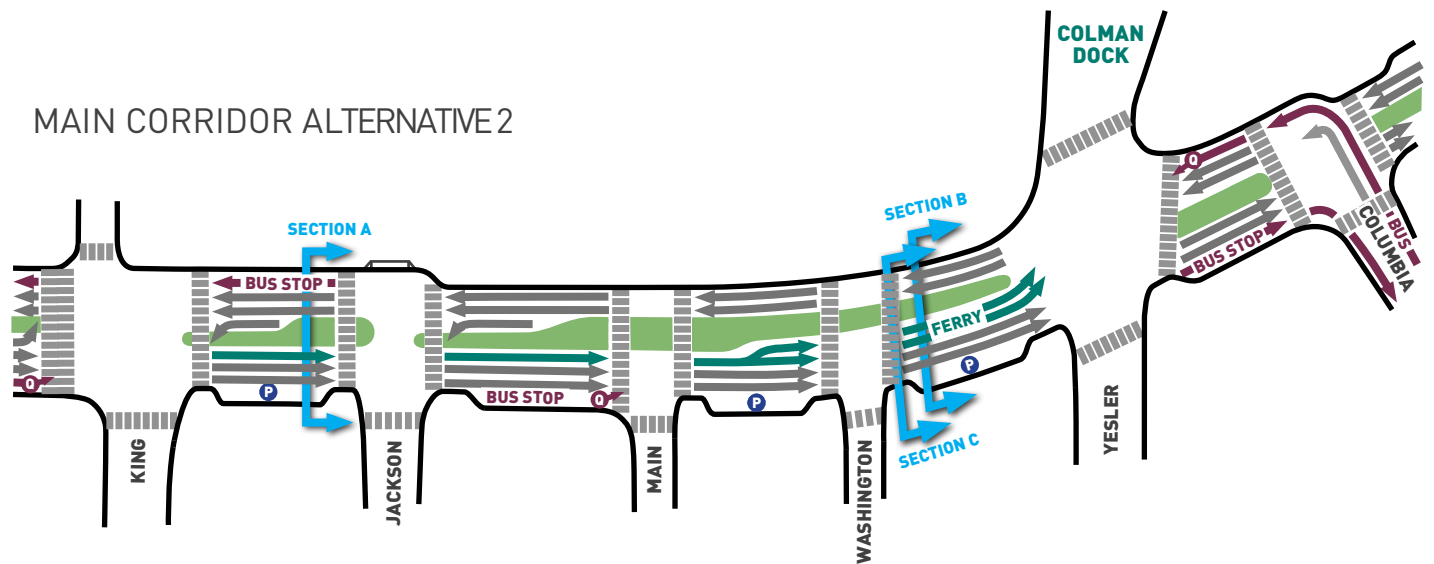 COLMAN
DOCK
MAIN CORRIDOR ALTERNATIVE 2
SECTION B
SECTION A
Q
BUS STOP
BUS
COLUMBIA
BUS STOP
FERRY
Q
P
BUS STOP
Q
P
P
SECTION C
KING
JACKSON
MAIN
WASHINGTON
YESLER